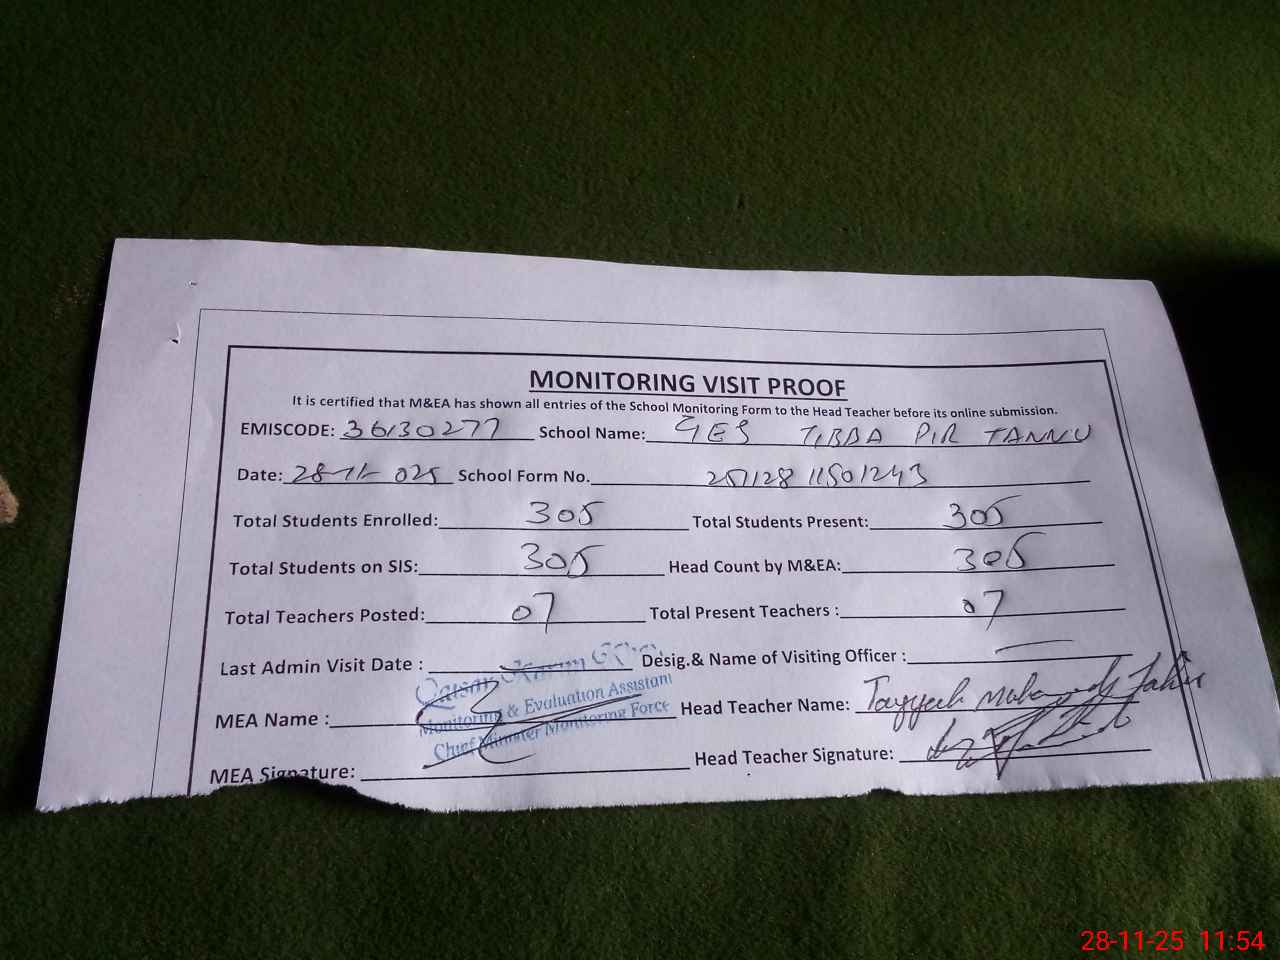 MONITORING VISIT PROOF
It is certified that M&EA has shown all entries of the School Monitoring Form to the Head Teacher before its online submission.
EMISCODE: 36130277 School Name: GES TIBBA PIR TANNU
Date: 28-11-025 School Form No. 251128 11501243
Total Students Enrolled: 305 Total Students Present: 305
Total Students on SIS: 305 Head Count by M&EA: 305
Total Teachers Posted: 07 Total Present Teachers : 07
Last Admin Visit Date : Desig.& Name of Visiting Officer :
Qaisar
MEA Name : Monitoring & Evaluation Assistant Head Teacher Name: Tayyab
Chief Minister Monitoring Force
MEA Signature: Head Teacher Signature:
28-11-25 11:54